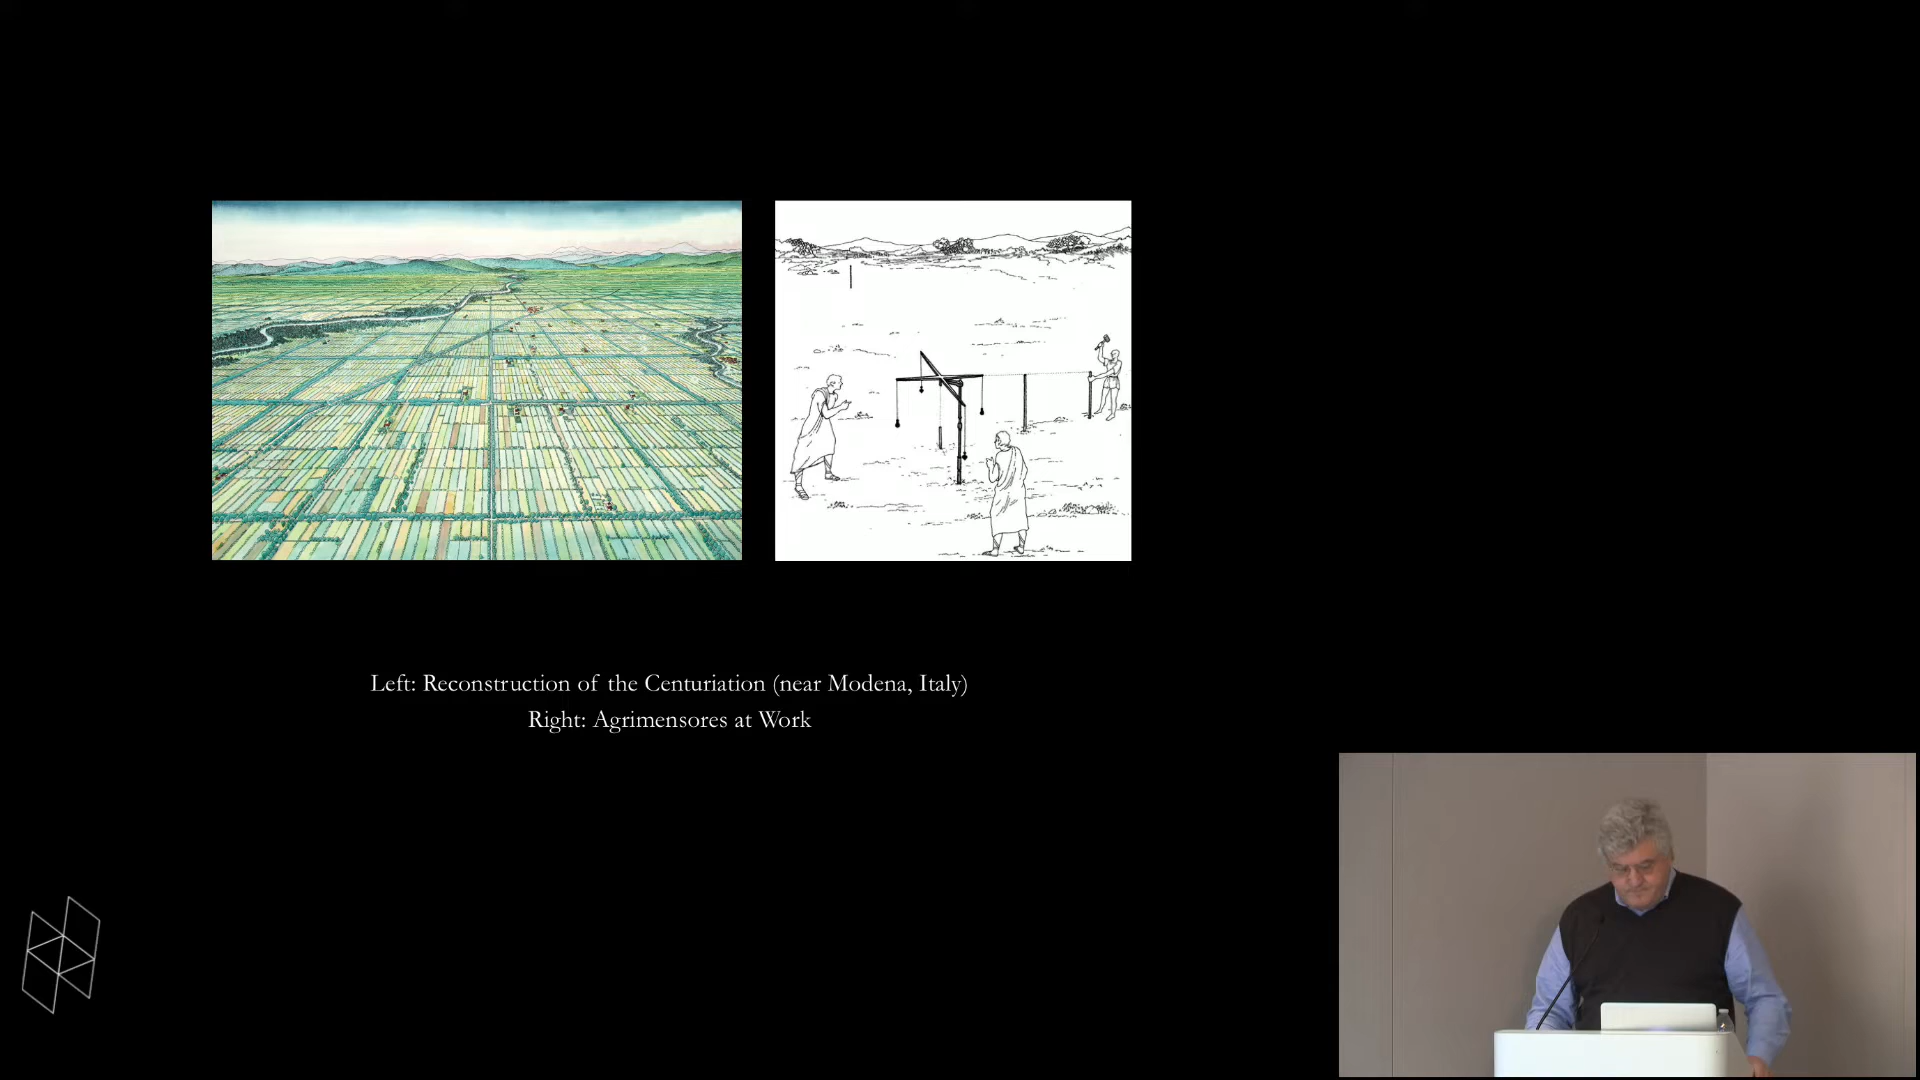 Left: Reconstruction of the Centuriation (near Modena, Italy)
Right: Agrimensores at Work